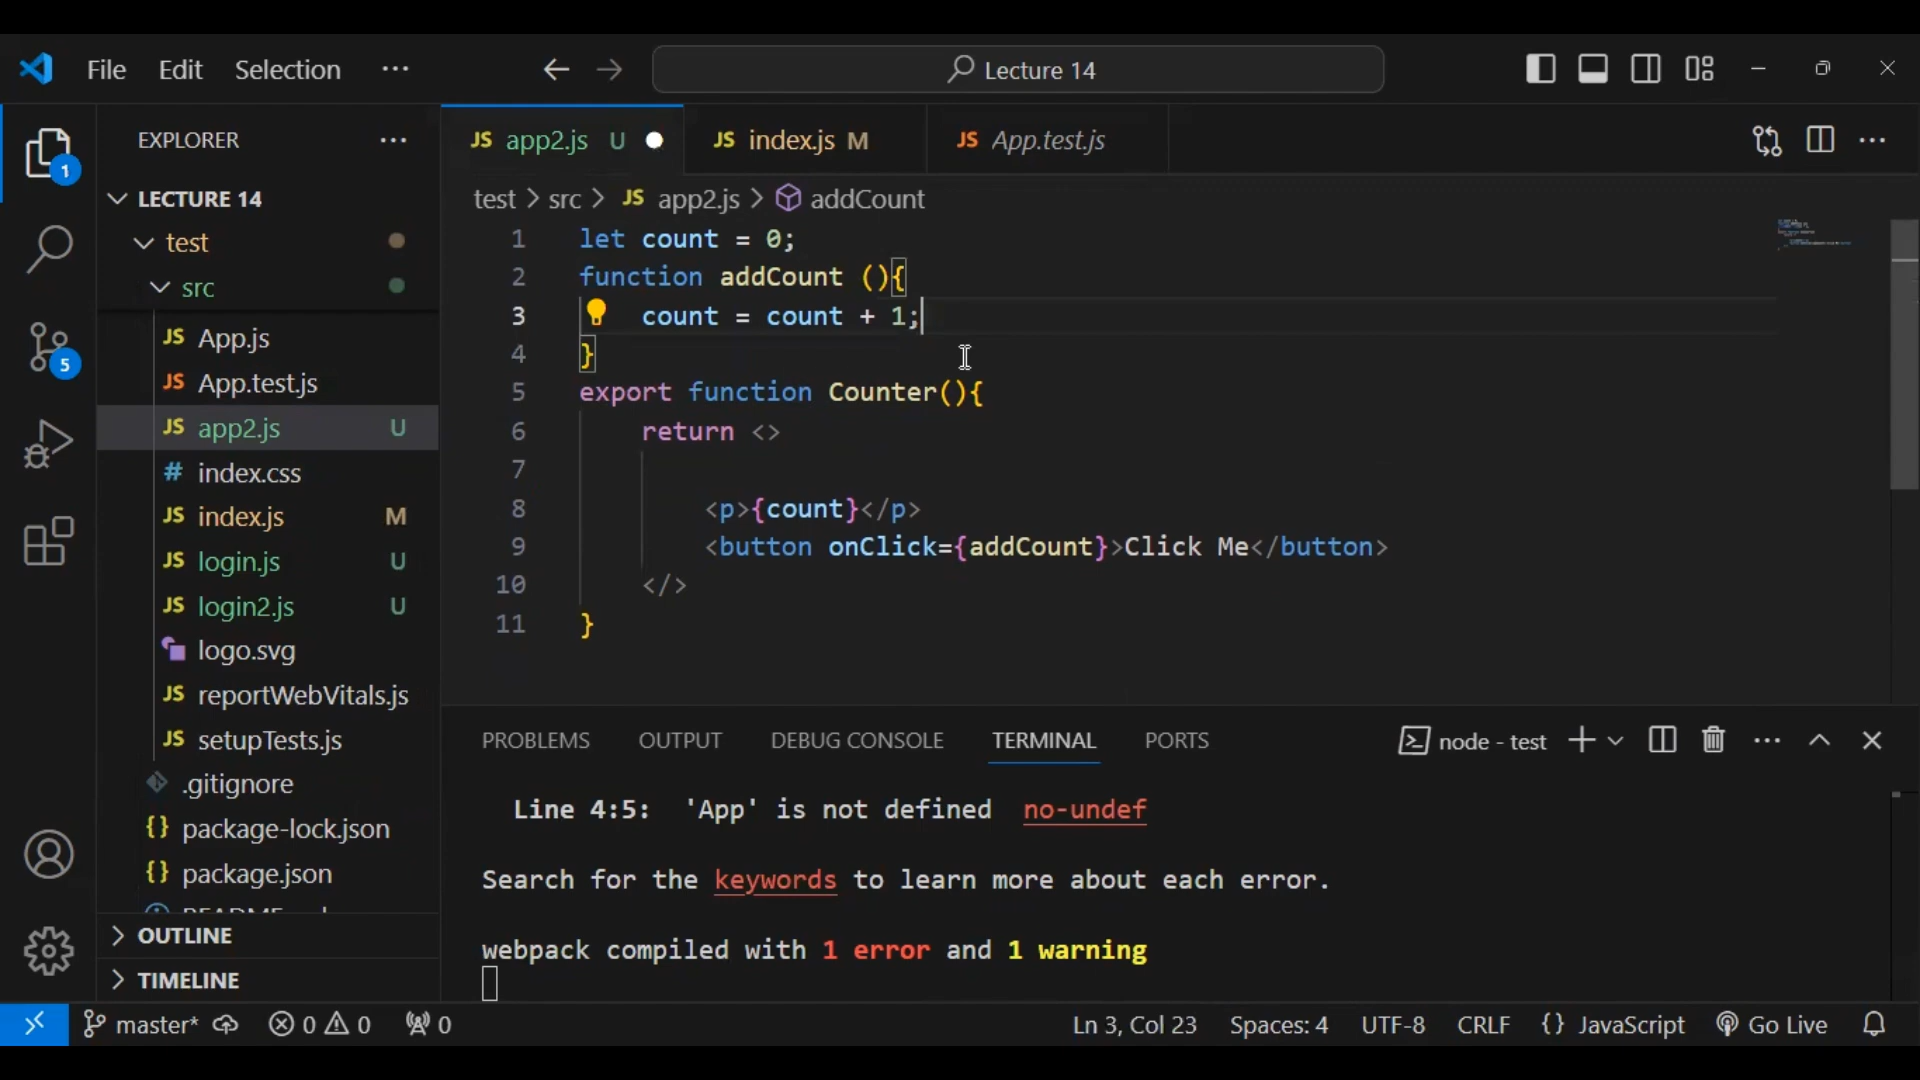 File Edit Selection ··· Lecture 14
EXPLORER ···
LECTURE 14
test
src
JS App.js
JS App.test.js
JS app2.js U
# index.css
JS index.js M
JS login.js U
JS login2.js U
logo.svg
JS reportWebVitals.js
JS setupTests.js
.gitignore
{} package-lock.json
{} package.json
OUTLINE
TIMELINE
1
5
JS app2.js U JS index.js M JS App.test.js
test > src > JS app2.js > addCount
1 let count = 0;
2 function addCount (){
3 count = count + 1;
4 }
5 export function Counter(){
6 return <>
7
8 <p>{count}</p>
9 <button onClick={addCount}>Click Me</button>
10 </>
11 }
PROBLEMS OUTPUT DEBUG CONSOLE TERMINAL PORTS node - test
Line 4:5: 'App' is not defined no-undef
Search for the keywords to learn more about each error.
webpack compiled with 1 error and 1 warning
master* 0 0 0 Ln 3, Col 23 Spaces: 4 UTF-8 CRLF {} JavaScript Go Live